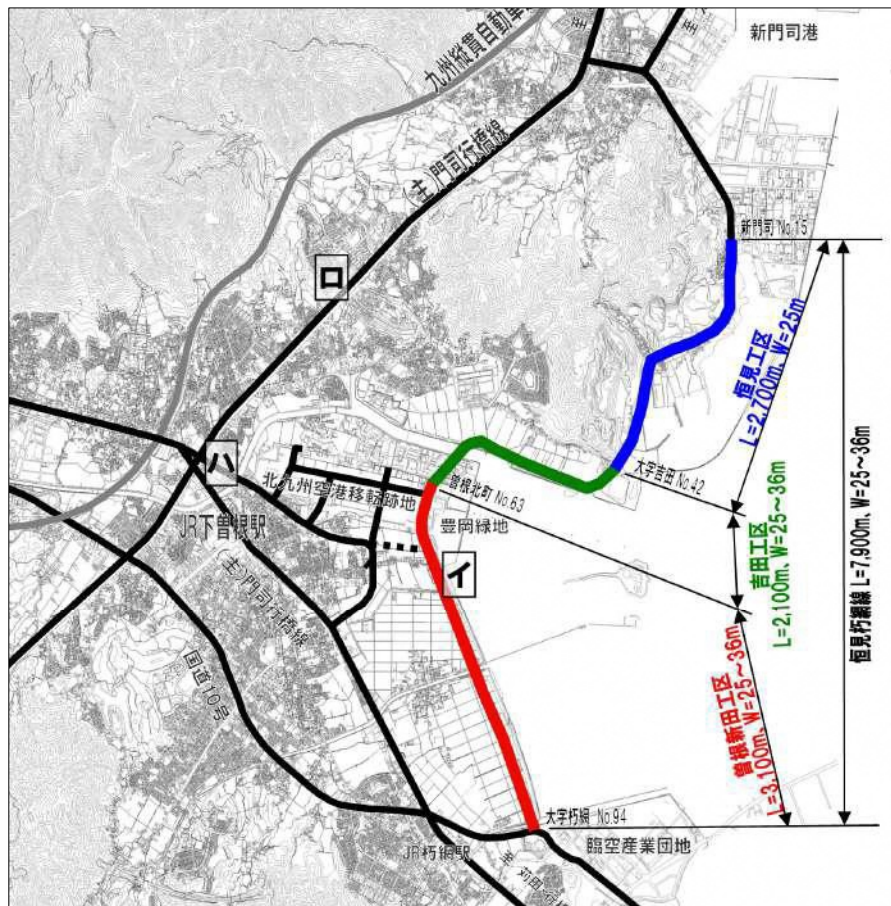 新門司港
九州縦貫自動車
(主)門司行橋線
新門司 No.15
ロ
恒見工区
L=2,700m、W=25m
ハ
大字吉田 No.42
北九州空港移転跡地
曽根北町 No.63
JR下曽根駅
豊岡緑地
吉田工区
L=2,100m、W=25~36m
恒見朽網線 L=7,900m、W=25~36m
イ
(主)門司行橋線
国道10号
曽根新田工区
L=3,100m、W=25~36m
大字朽網 No.94
JR朽網駅
臨空産業団地
至